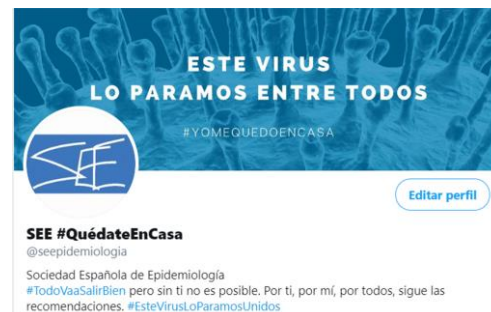 ESTE VIRUS
LO PARAMOS ENTRE TODOS
#YOMEQUEDOENCASA
SEE
Editar perfil
SEE #QuédateEnCasa
@seepidemiologia
Sociedad Española de Epidemiología
#TodoVaaSalirBien pero sin ti no es posible. Por ti, por mí, por todos, sigue las
recomendaciones. #EsteVirusLoParamosUnidos